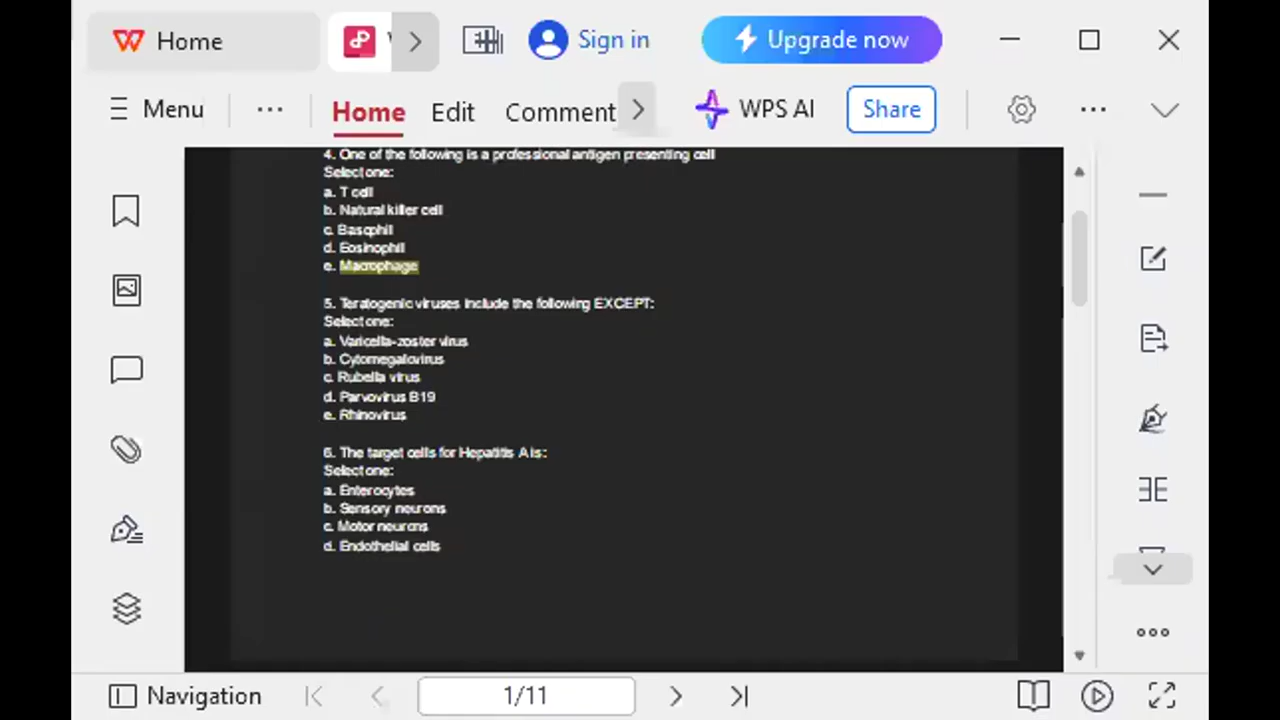 Home
Sign in
Upgrade now
Menu
Home
Edit
Comment
WPS AI
Share
4. One of the following is a professional antigen presenting cell
Select one:
a. T cell
b. Natural killer cell
c. Basophil
d. Eosinophil
e. Macrophage
5. Teratogenic viruses include the following EXCEPT:
Select one:
a. Varicella-zoster virus
b. Cytomegalovirus
c. Rubella virus
d. Parvovirus B19
e. Rhinovirus
6. The target cells for Hepatitis A is:
Select one:
a. Enterocytes
b. Sensory neurons
c. Motor neurons
d. Endothelial cells
Navigation
1/11